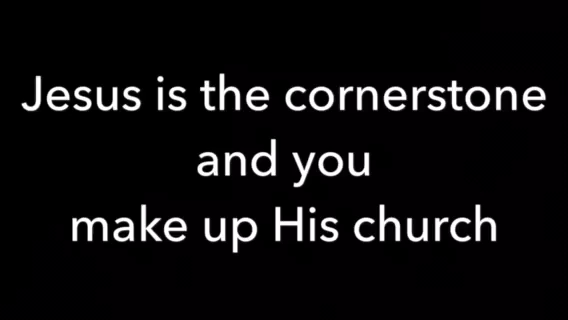 Jesus is the cornerstone
and you
make up His church